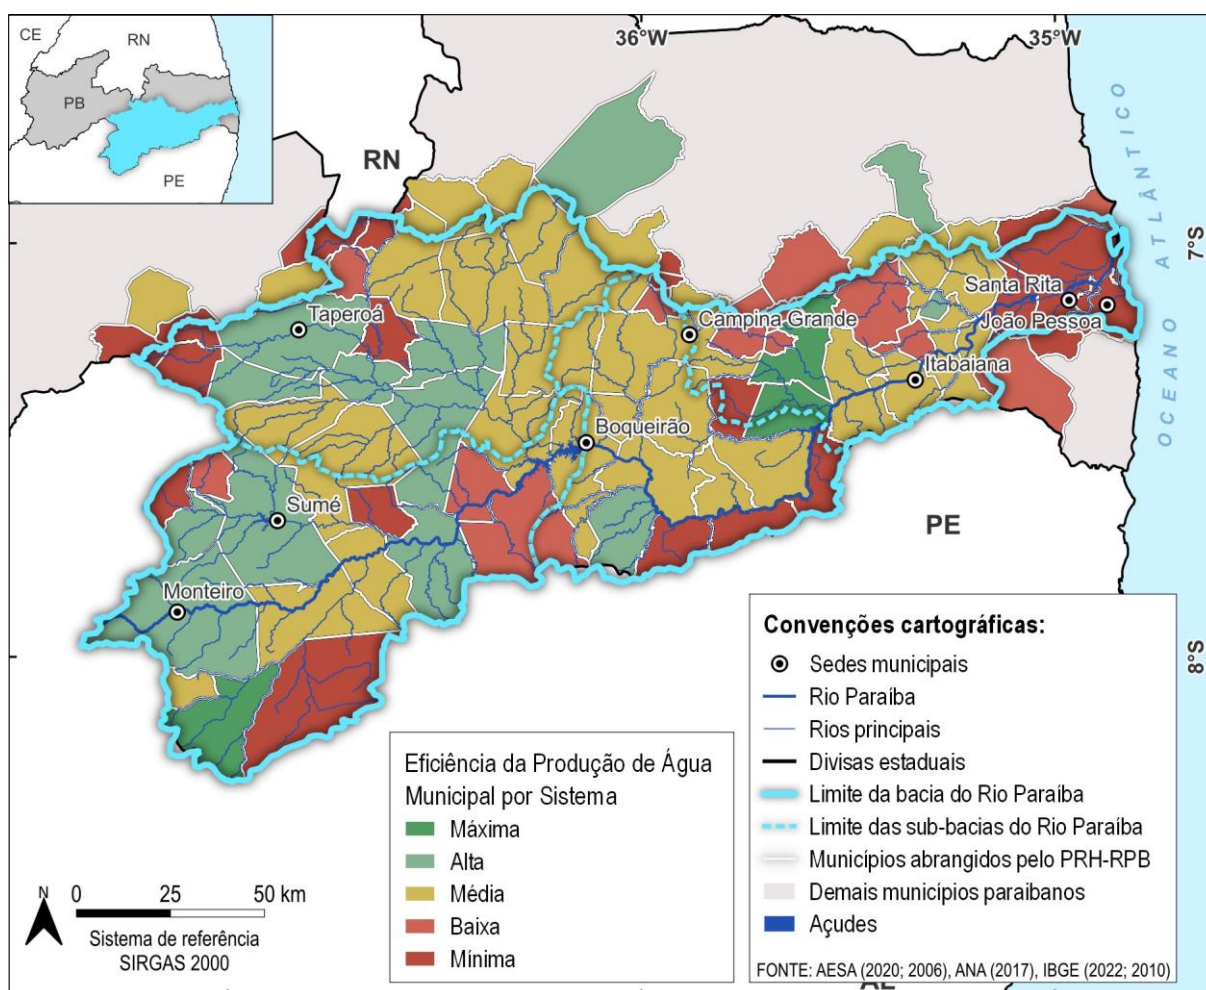 CE
RN
PB
PE
36°W
35°W
RN
7°S
OCEANO ATLÂNTICO
Santa Rita
Taperoá
João Pessoa
Campina Grande
Itabaiana
Boqueirão
Sumé
PE
Monteiro
8°S
Convenções cartográficas:
Sedes municipais
Rio Paraíba
Rios principais
Divisas estaduais
Limite da bacia do Rio Paraíba
Limite das sub-bacias do Rio Paraíba
Municípios abrangidos pelo PRH-RPB
Demais municípios paraibanos
Açudes
FONTE: AESA (2020; 2006), ANA (2017), IBGE (2022; 2010)
Eficiência da Produção de Água
Municipal por Sistema
Máxima
Alta
Média
Baixa
Mínima
N
0 25 50 km
Sistema de referência
SIRGAS 2000